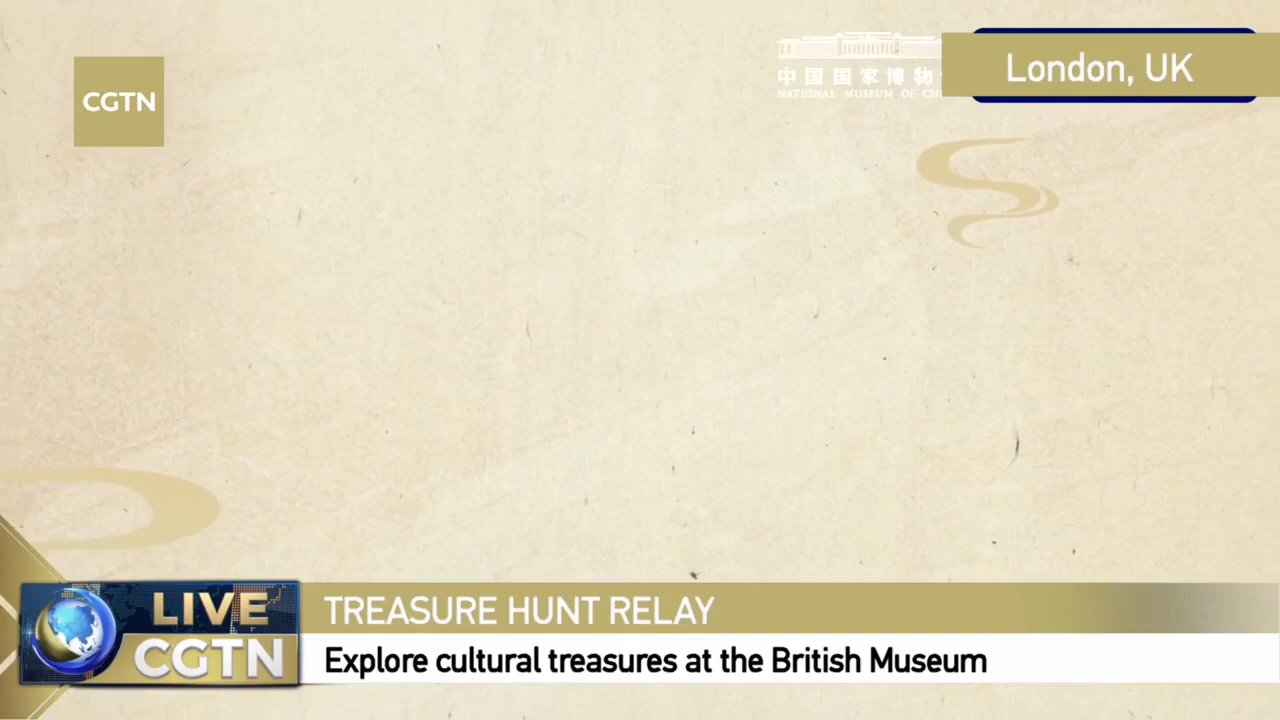 CGTN
中国国家博物
NATIONAL MUSEUM OF
London, UK
LIVE
CGTN
TREASURE HUNT RELAY
Explore cultural treasures at the British Museum